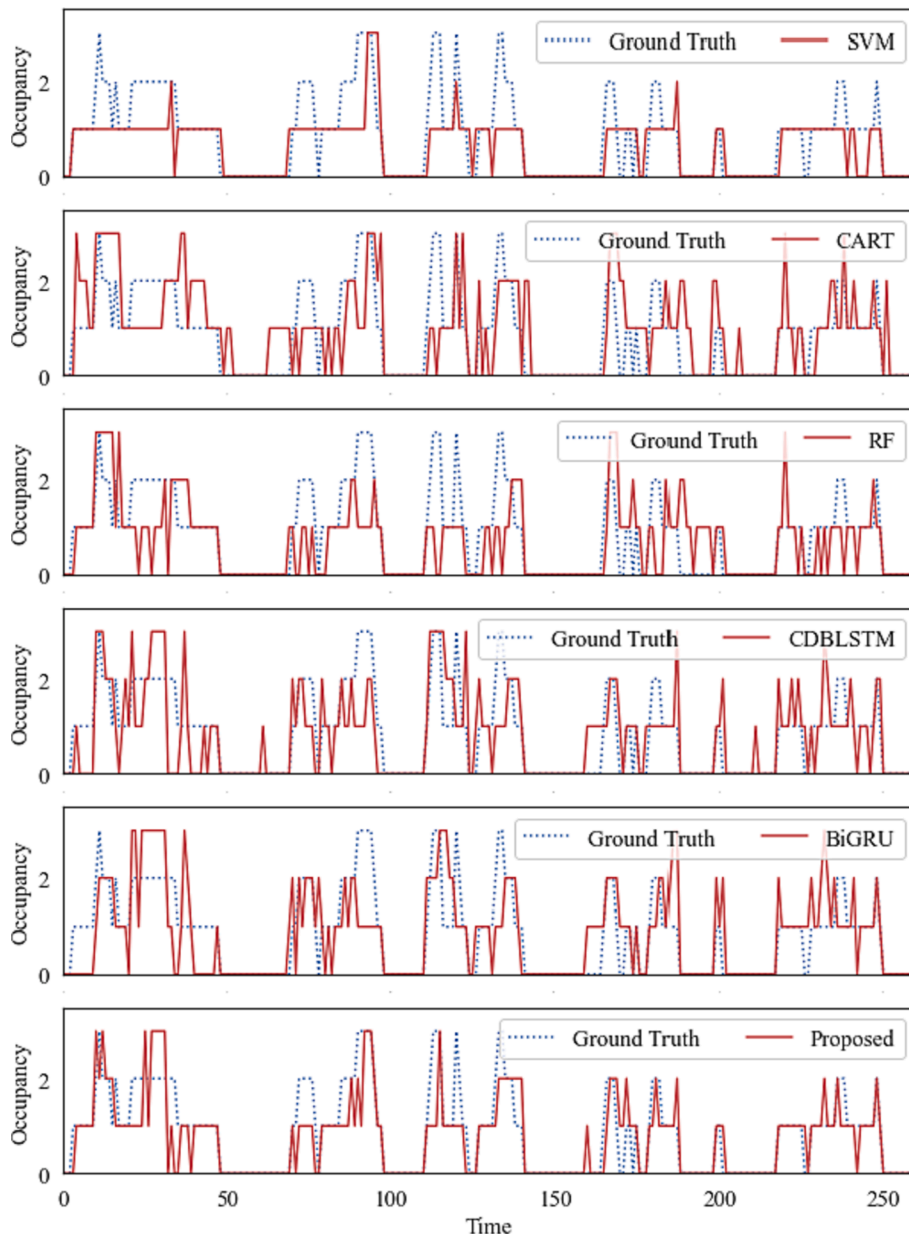 Occupancy
2
0
Ground Truth SVM
Occupancy
2
0
Ground Truth CART
Occupancy
2
0
Ground Truth RF
Occupancy
2
0
Ground Truth CDBLSTM
Occupancy
2
0
Ground Truth BiGRU
Occupancy
2
0
Ground Truth Proposed
0 50 100 150 200 250
Time